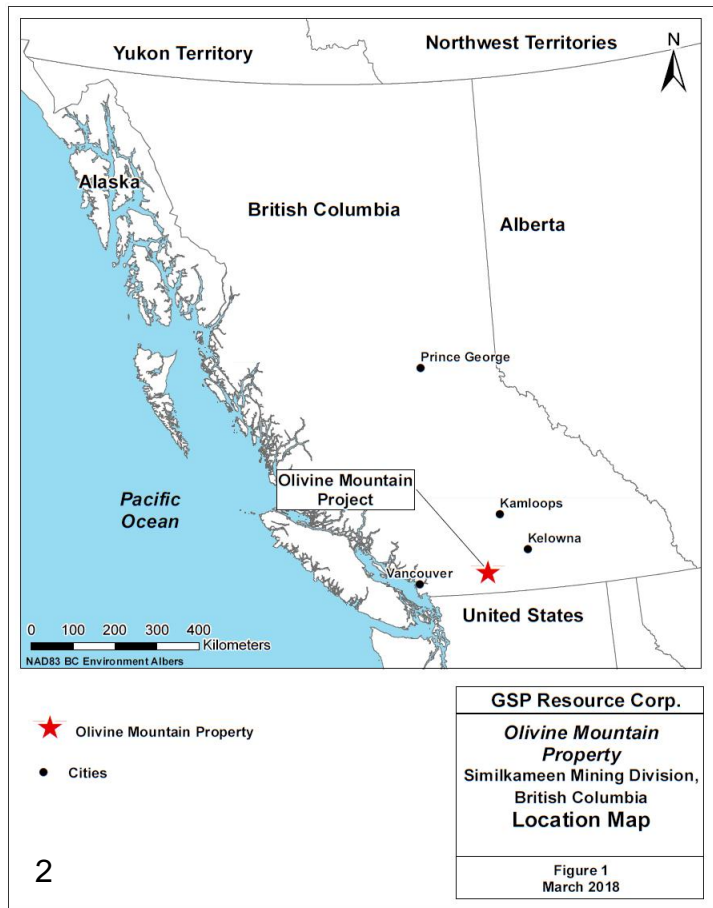 Yukon Territory
Northwest Territories
N
Alaska
British Columbia
Alberta
Prince George
Olivine Mountain
Project
Pacific
Ocean
Kamloops
Kelowna
Vancouver
United States
0 100 200 300 400
Kilometers
NAD83 BC Environment Albers
Olivine Mountain Property
Cities
GSP Resource Corp.
Olivine Mountain
Property
Similkameen Mining Division,
British Columbia
Location Map
Figure 1
March 2018
2